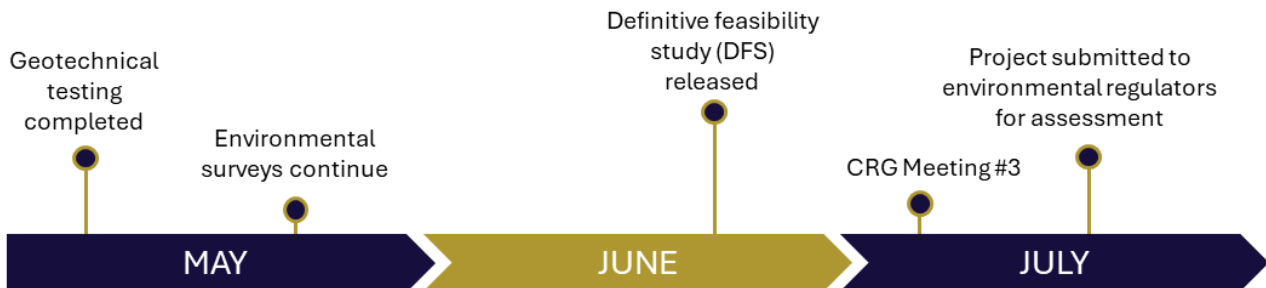 Geotechnical
testing
completed
Environmental
surveys continue
Definitive feasibility
study (DFS)
released
CRG Meeting #3
Project submitted to
environmental regulators
for assessment
MAY
JUNE
JULY